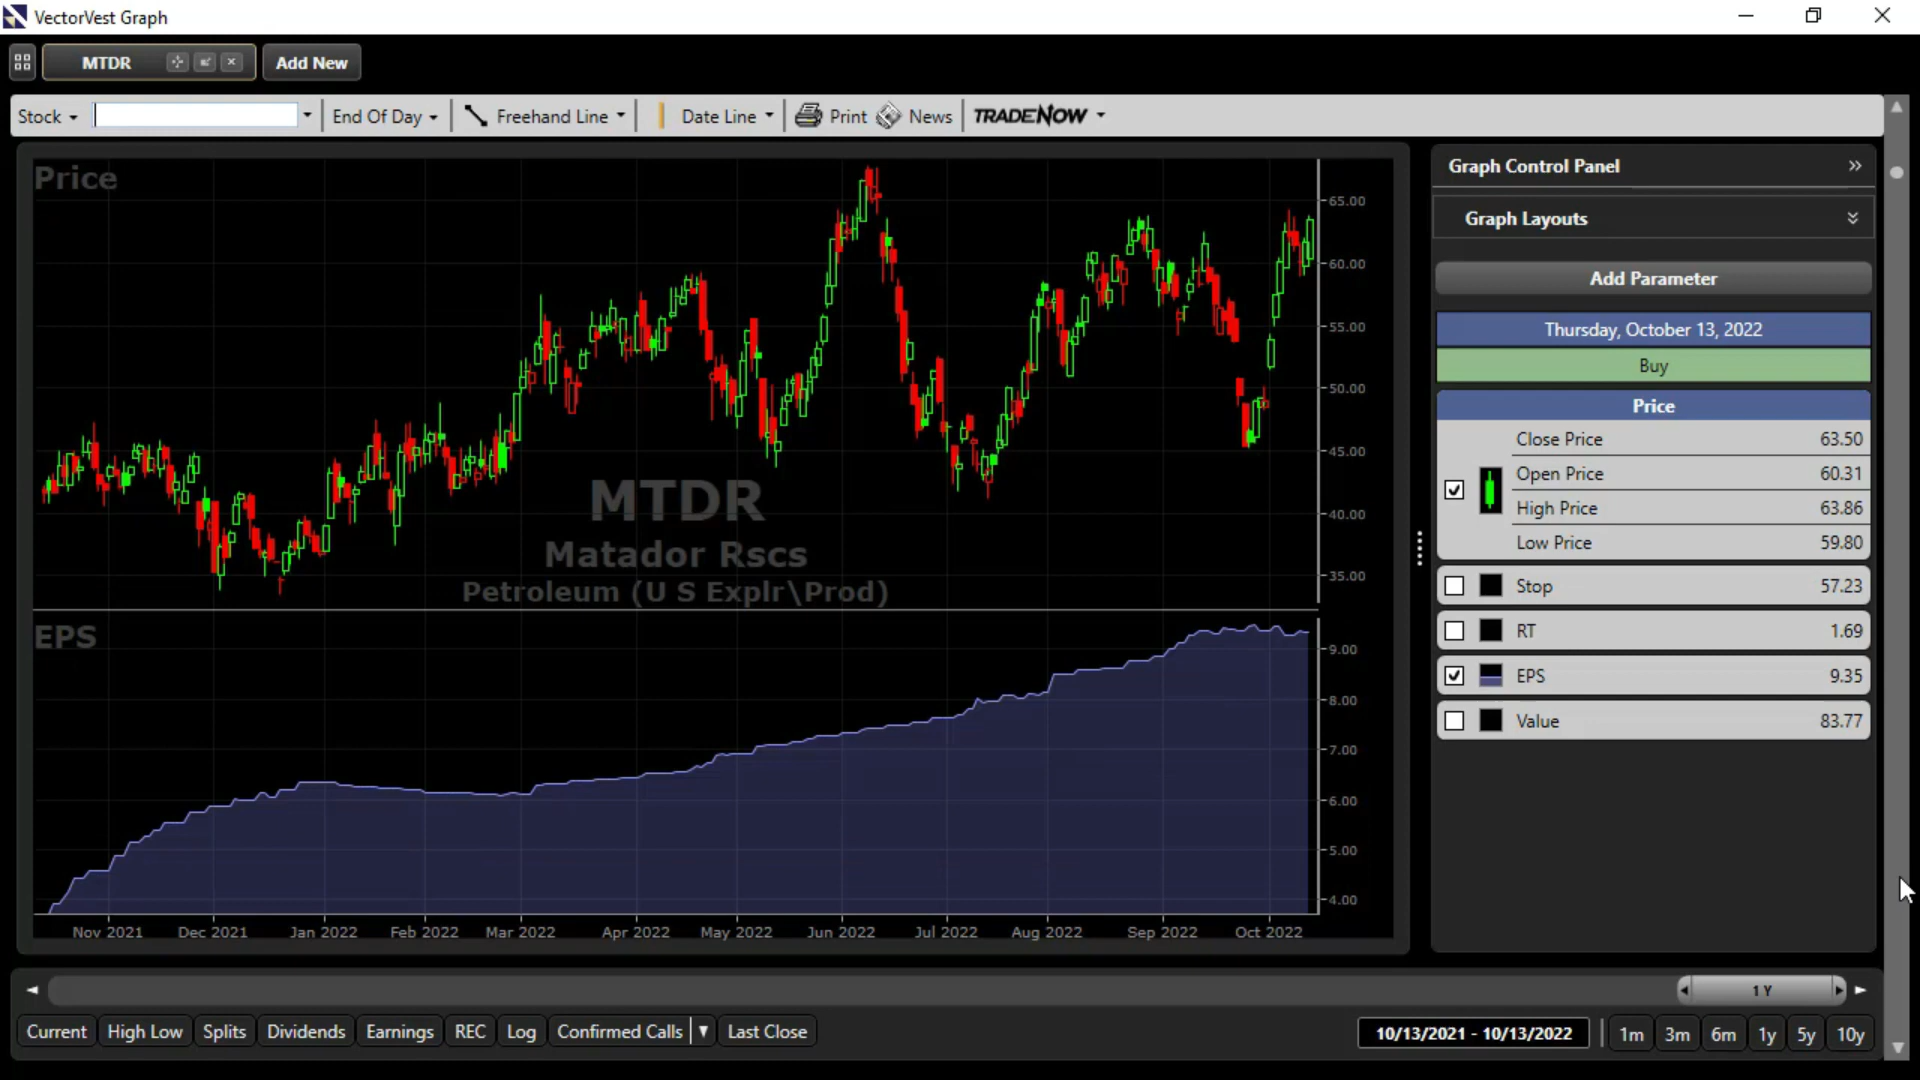 VectorVest Graph
MTDR Add New
Stock End Of Day Freehand Line Date Line Print News TRADENOW
Price
65.00
60.00
55.00
50.00
45.00
40.00
35.00
MTDR
Matador Rscs
Petroleum (U S Explr\Prod)
EPS
9.00
8.00
7.00
6.00
5.00
4.00
Nov 2021 Dec 2021 Jan 2022 Feb 2022 Mar 2022 Apr 2022 May 2022 Jun 2022 Jul 2022 Aug 2022 Sep 2022 Oct 2022
Graph Control Panel
Graph Layouts
Add Parameter
Thursday, October 13, 2022
Buy
Price
Close Price 63.50
Open Price 60.31
High Price 63.86
Low Price 59.80
Stop 57.23
RT 1.69
EPS 9.35
Value 83.77
1 Y
Current High Low Splits Dividends Earnings REC Log Confirmed Calls Last Close 10/13/2021 - 10/13/2022 1m 3m 6m 1y 5y 10y